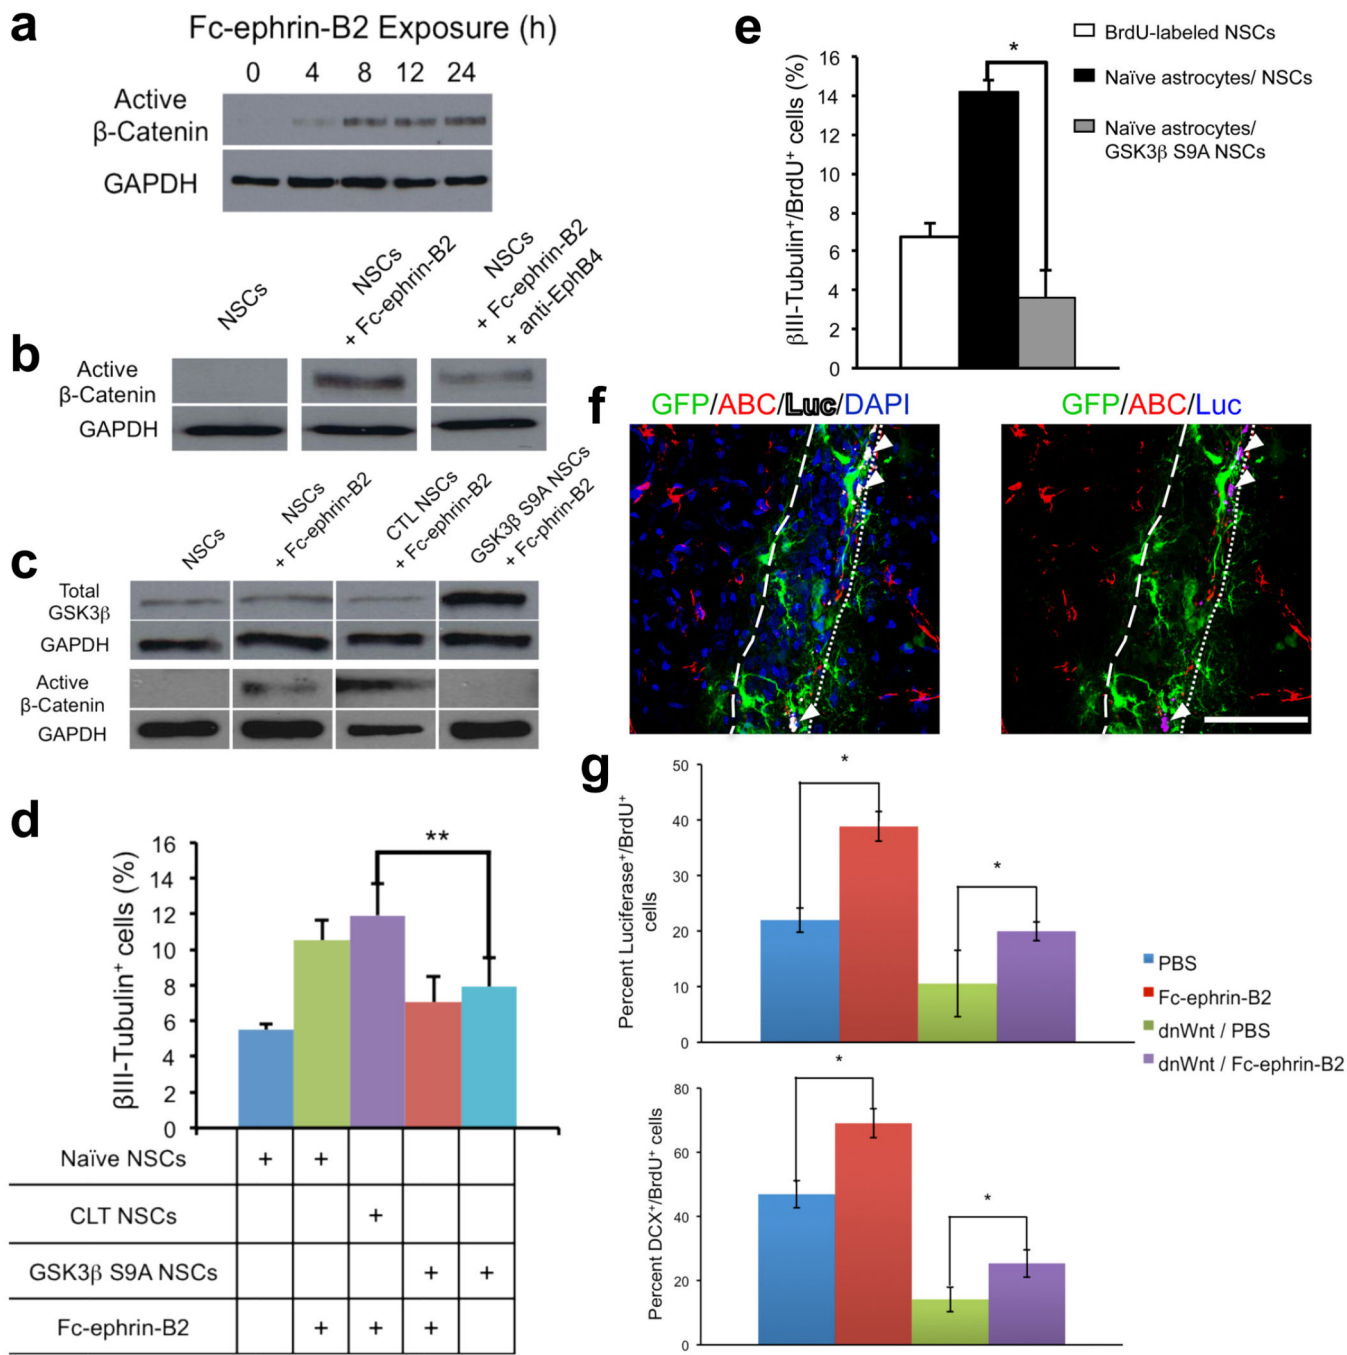 a
Fc-ephrin-B2 Exposure (h)
0 4 8 12 24
Active
β-Catenin
GAPDH
b
NSCs
NSCs
+ Fc-ephrin-B2
NSCs
+ Fc-ephrin-B2
+ anti-EphB4
Active
β-Catenin
GAPDH
c
NSCs
NSCs
+ Fc-ephrin-B2
CTL NSCs
+ Fc-ephrin-B2
GSK3β S9A NSCs
+ Fc-ephrin-B2
Total
GSK3β
GAPDH
Active
β-Catenin
GAPDH
d
βIII-Tubulin⁺ cells (%)
16
14
12
10
8
6
4
2
0
**
Naïve NSCs + +
CLT NSCs +
GSK3β S9A NSCs + +
Fc-ephrin-B2 + + +
e
βIII-Tubulin⁺/BrdU⁺ cells (%)
16
14
12
10
8
6
4
2
0
*
BrdU-labeled NSCs
Naïve astrocytes/ NSCs
Naïve astrocytes/
GSK3β S9A NSCs
f
GFP/ABC/Luc/DAPI
GFP/ABC/Luc
g
Percent Luciferase⁺/BrdU⁺
cells
50
40
30
20
10
0
*
*
Percent DCX⁺/BrdU⁺ cells
80
60
40
20
0
*
*
PBS
Fc-ephrin-B2
dnWnt / PBS
dnWnt / Fc-ephrin-B2